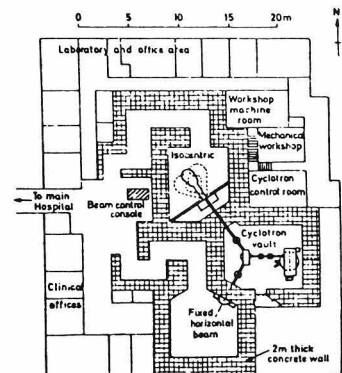 0 5 10 15 20m
N
Laboratory and office area
Workshop
machine
room
Mechanical
workshop
Isocentric
Cyclotron
control room
To main
Hospital
Beam control
console
Cyclotron
vault
Clinical
offices
Fixed,
horizontal
beam
2m thick
concrete wall